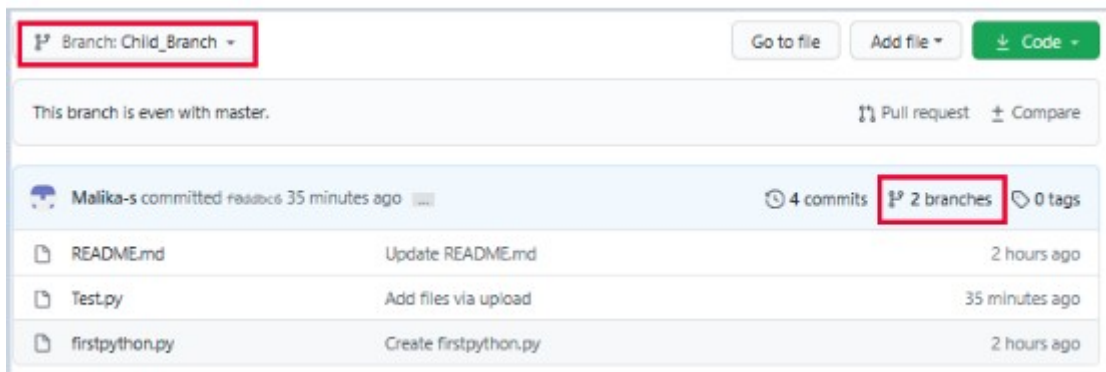 Branch: Child_Branch
Go to file
Add file
Code
This branch is even with master.
Pull request
Compare
Malika-s committed 35 minutes ago ...
4 commits
2 branches
0 tags
README.md Update README.md 2 hours ago
Test.py Add files via upload 35 minutes ago
firstpython.py Create firstpython.py 2 hours ago